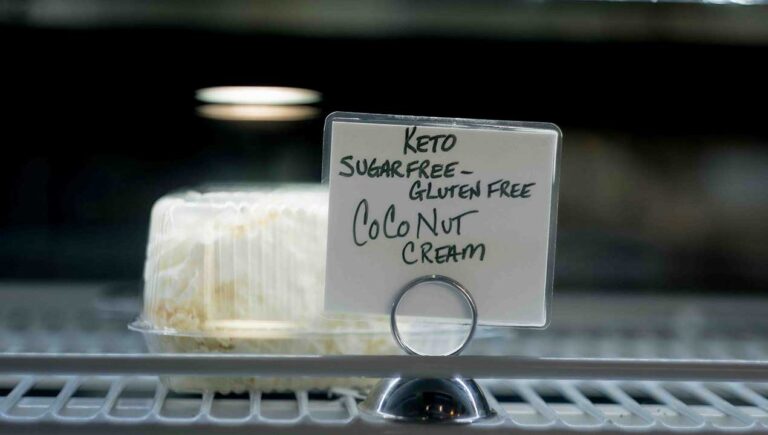 KETO
SUGARFREE-
GLUTEN FREE
COCONUT
CREAM